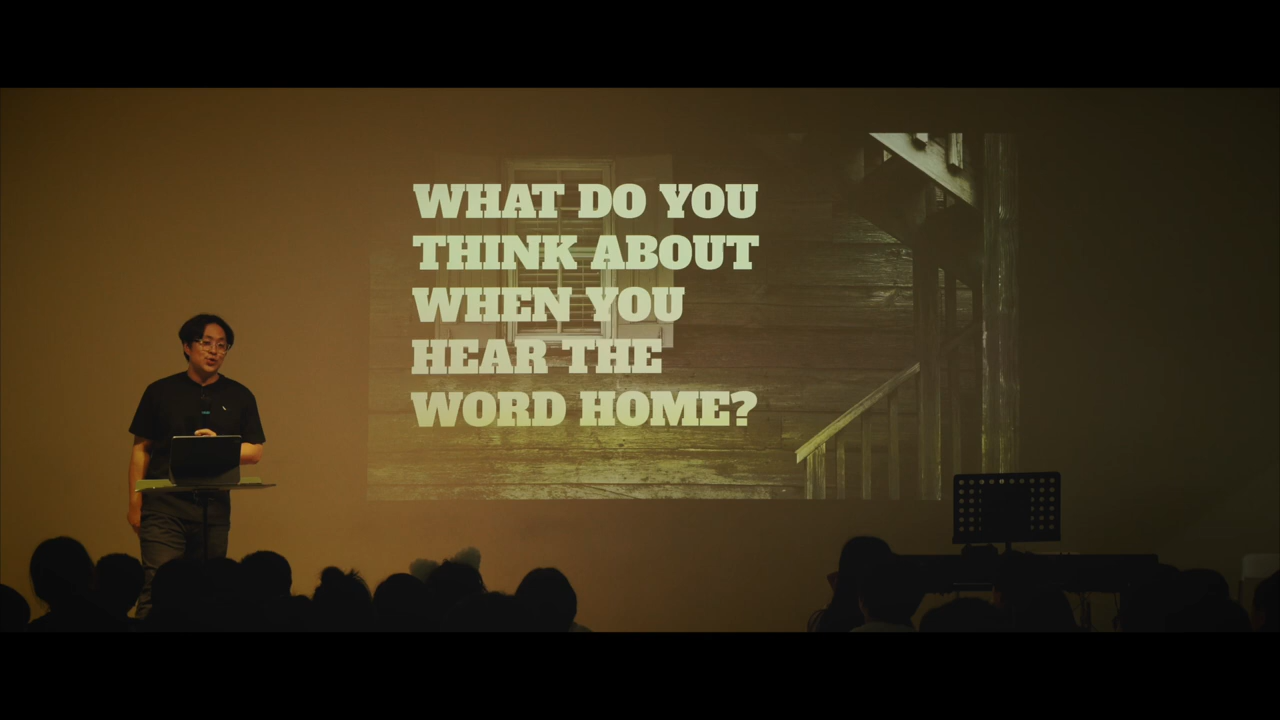 WHAT DO YOU
THINK ABOUT
WHEN YOU
HEAR THE
WORD HOME?